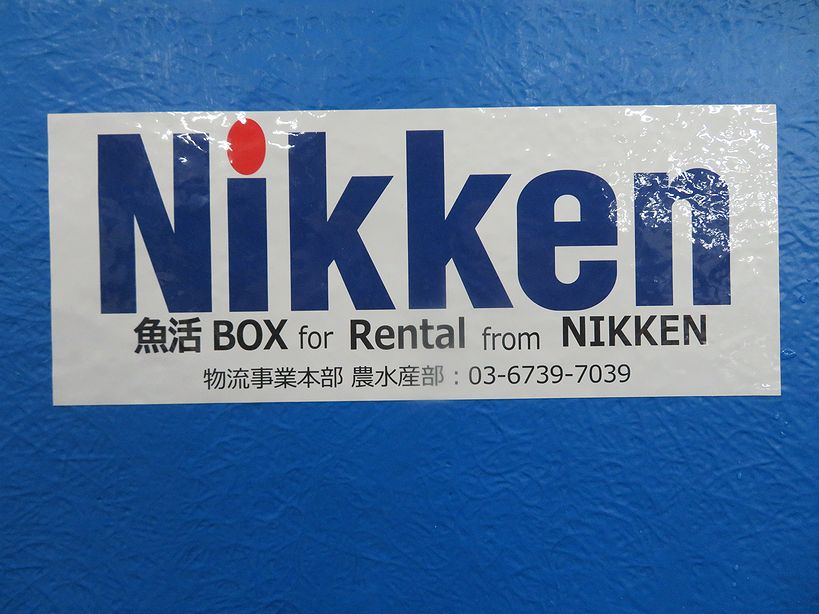 Nikken
魚活 BOX for Rental from NIKKEN
物流事業本部 農水産部：03-6739-7039